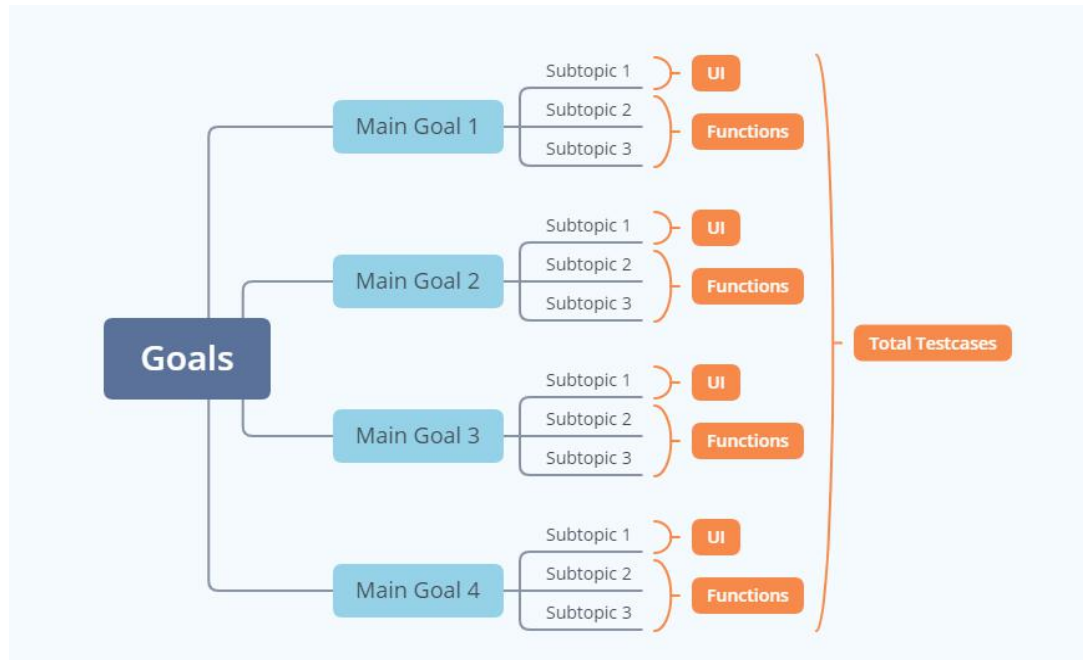 Goals
Main Goal 1
Subtopic 1
UI
Subtopic 2
Subtopic 3
Functions
Main Goal 2
Subtopic 1
UI
Subtopic 2
Subtopic 3
Functions
Main Goal 3
Subtopic 1
UI
Subtopic 2
Subtopic 3
Functions
Main Goal 4
Subtopic 1
UI
Subtopic 2
Subtopic 3
Functions
Total Testcases